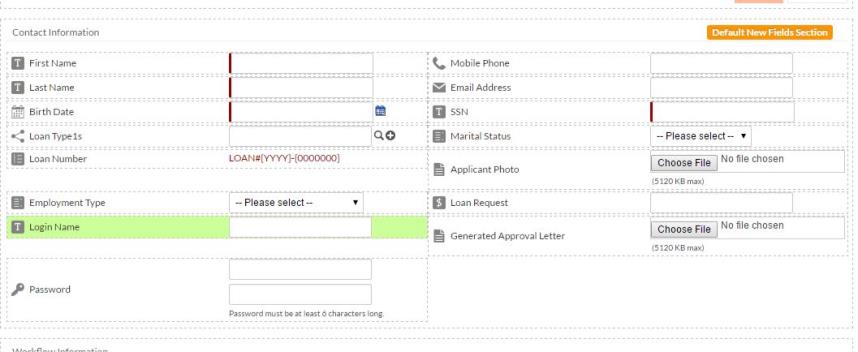 Contact Information
Default New Fields Section
T First Name
Mobile Phone
T Last Name
Email Address
Birth Date
T SSN
Loan Type1s
Marital Status
-- Please select --
Loan Number
LOAN#[YYYY]-[0000000]
Applicant Photo
Choose File No file chosen
(5120 KB max)
Employment Type
-- Please select --
$ Loan Request
T Login Name
Generated Approval Letter
Choose File No file chosen
(5120 KB max)
Password
Password must be at least 6 characters long.
Workflow Information